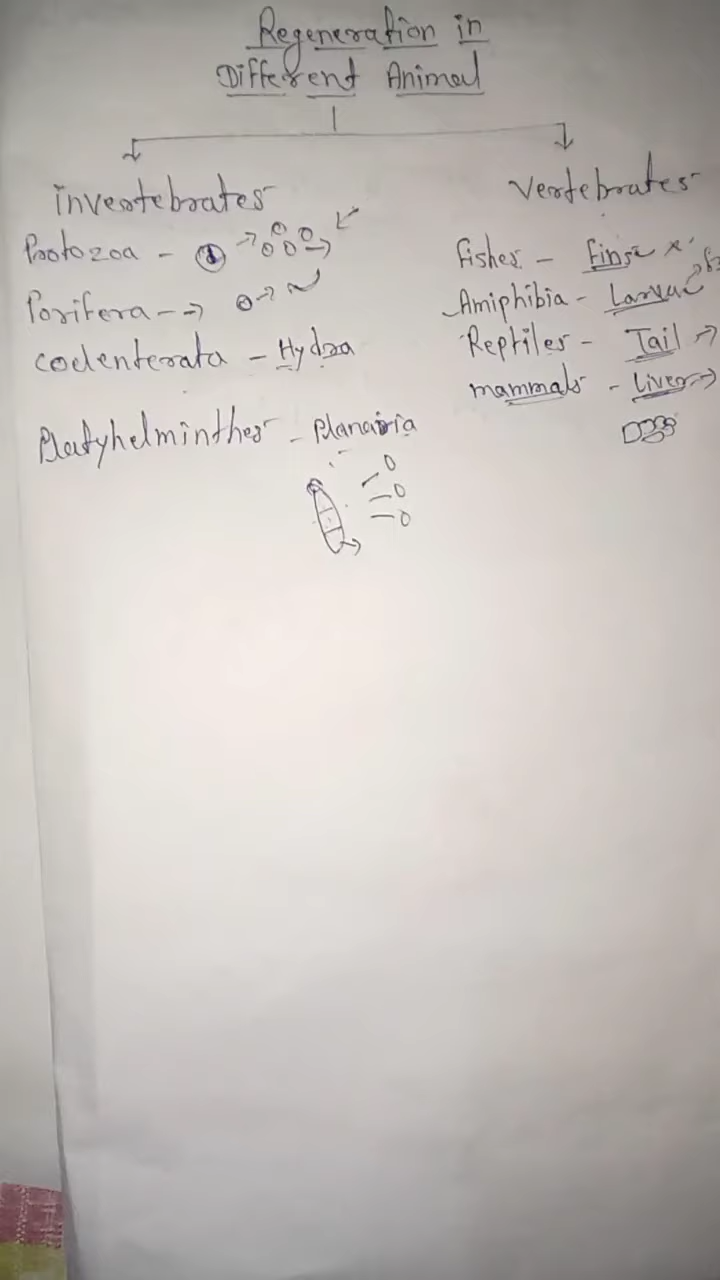 Regeneration in
Different Animal
invertebrates
Protozoa -
Porifera -
coelenterata - Hydra
Platyhelminthes - Planairia
vertebrates
fishes - fins
Amiphibia - Larvae
Reptiles - Tail
mammals - Liver